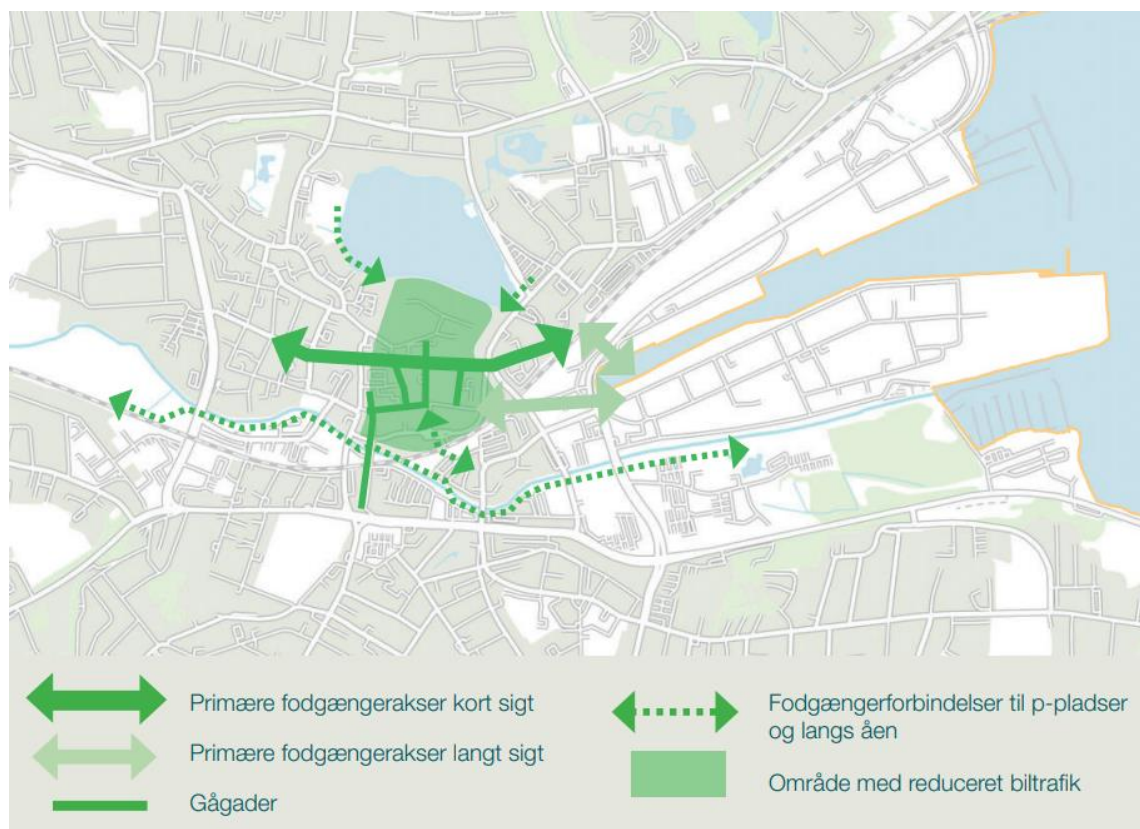 Primære fodgængerakser kort sigt
Primære fodgængerakser langt sigt
Gågader
Fodgængerforbindelser til p-pladser
og langs åen
Område med reduceret biltrafik